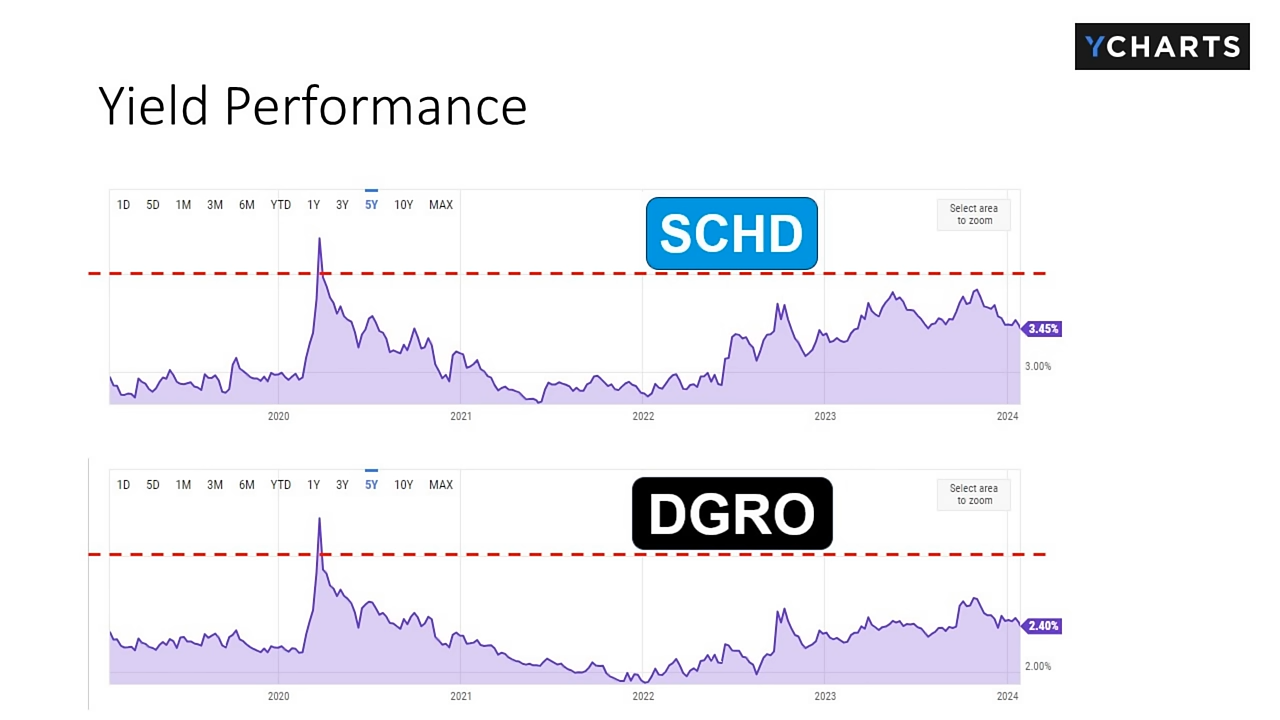 YCHARTS
Yield Performance
1D 5D 1M 3M 6M YTD 1Y 3Y 5Y 10Y MAX
SCHD
Select area
to zoom
3.45%
3.00%
2020 2021 2022 2023 2024
1D 5D 1M 3M 6M YTD 1Y 3Y 5Y 10Y MAX
DGRO
Select area
to zoom
2.40%
2.00%
2020 2021 2022 2023 2024